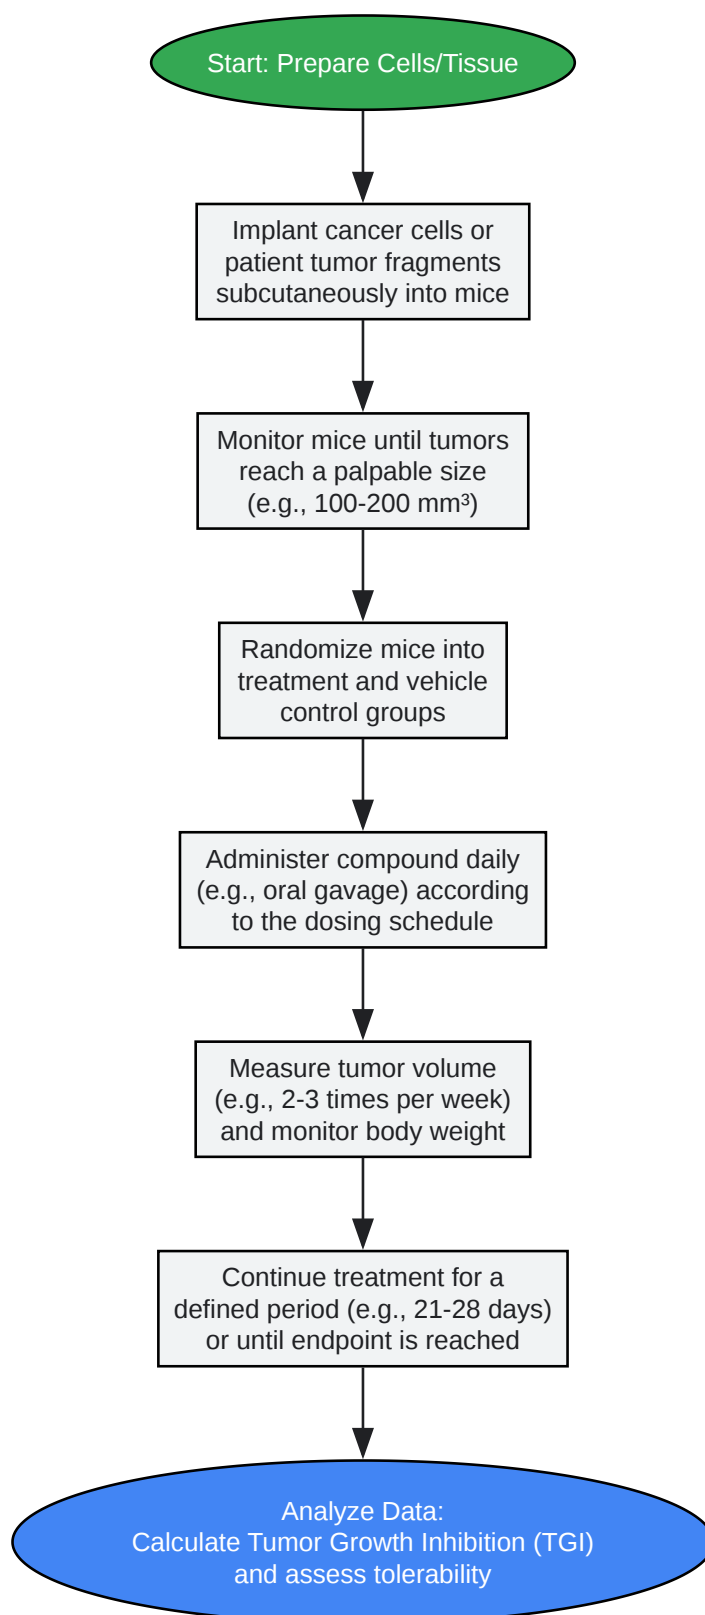 Start: Prepare Cells/Tissue
Implant cancer cells or
patient tumor fragments
subcutaneously into mice
Monitor mice until tumors
reach a palpable size
(e.g., 100-200 mm³)
Randomize mice into
treatment and vehicle
control groups
Administer compound daily
(e.g., oral gavage) according
to the dosing schedule
Measure tumor volume
(e.g., 2-3 times per week)
and monitor body weight
Continue treatment for a
defined period (e.g., 21-28 days)
or until endpoint is reached
Analyze Data:
Calculate Tumor Growth Inhibition (TGI)
and assess tolerability